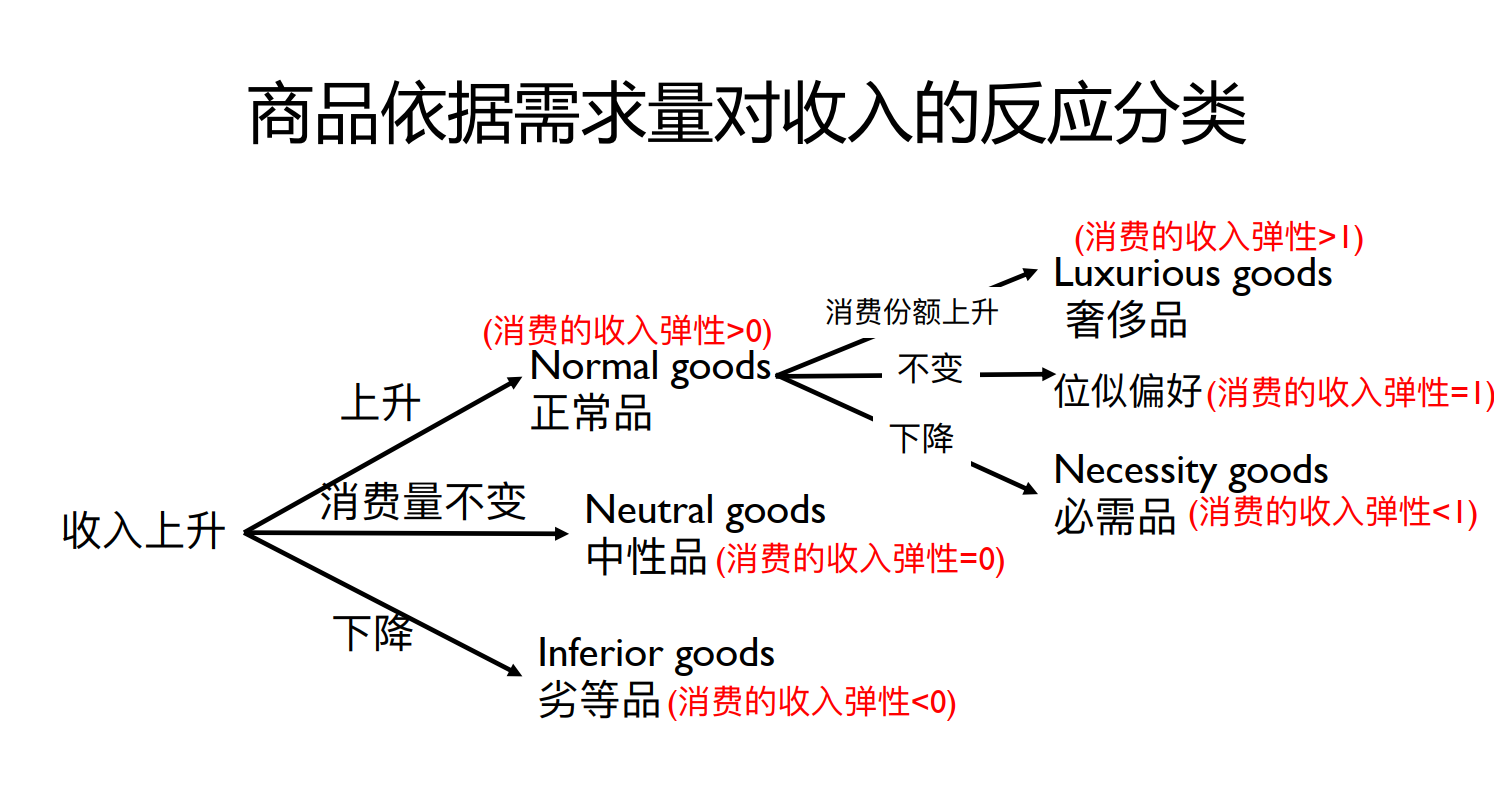 商品依据需求量对收入的反应分类
(消费的收入弹性>1)
Luxurious goods
奢侈品
消费份额上升
(消费的收入弹性>0)
Normal goods
正常品
不变
位似偏好(消费的收入弹性=1)
上升
下降
Necessity goods
必需品 (消费的收入弹性<1)
消费量不变
收入上升
Neutral goods
中性品 (消费的收入弹性=0)
下降
Inferior goods
劣等品 (消费的收入弹性<0)